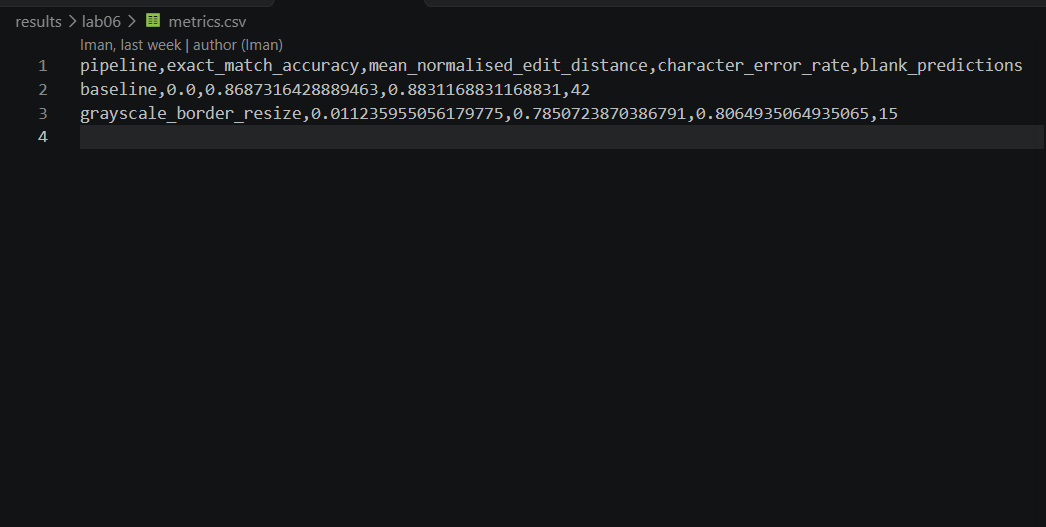 results > lab06 > metrics.csv
Iman, last week | author (Iman)
1 pipeline,exact_match_accuracy,mean_normalised_edit_distance,character_error_rate,blank_predictions
2 baseline,0.0,0.8687316428889463,0.8831168831168831,42
3 grayscale_border_resize,0.011235955056179775,0.7850723870386791,0.8064935064935065,15
4